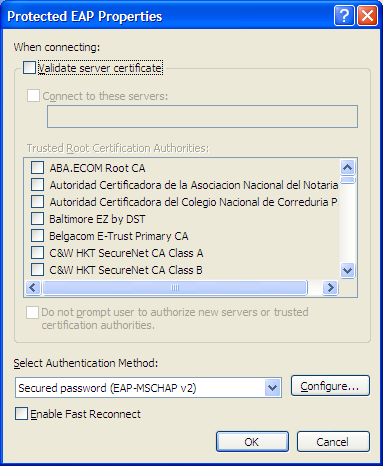 Protected EAP Properties
When connecting:
Validate server certificate
Connect to these servers:
Trusted Root Certification Authorities:
ABA.ECOM Root CA
Autoridad Certificadora de la Asociacion Nacional del Notaria
Autoridad Certificadora del Colegio Nacional de Correduria P
Baltimore EZ by DST
Belgacom E-Trust Primary CA
C&W HKT SecureNet CA Class A
C&W HKT SecureNet CA Class B
Do not prompt user to authorize new servers or trusted
certification authorities.
Select Authentication Method:
Secured password (EAP-MSCHAP v2)
Configure...
Enable Fast Reconnect
OK
Cancel